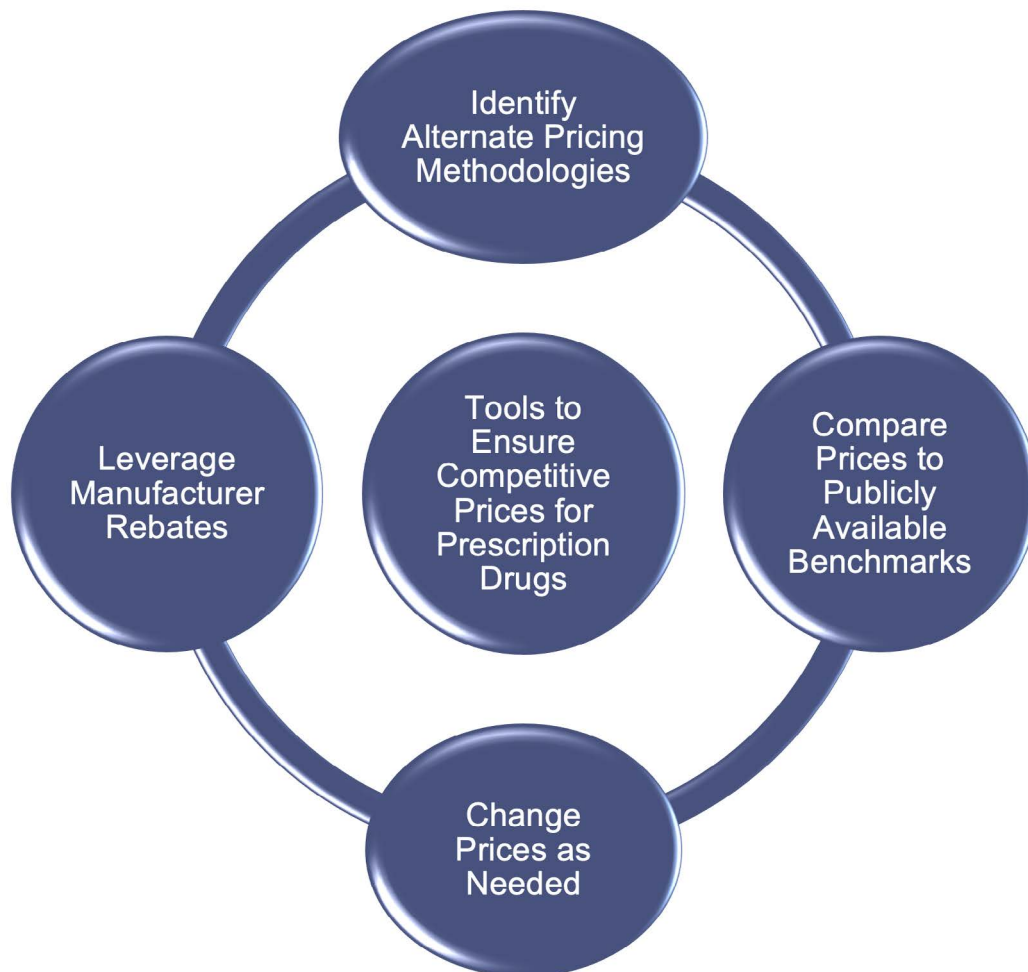 Identify
Alternate Pricing
Methodologies
Leverage
Manufacturer
Rebates
Tools to
Ensure
Competitive
Prices for
Prescription
Drugs
Compare
Prices to
Publicly
Available
Benchmarks
Change
Prices as
Needed